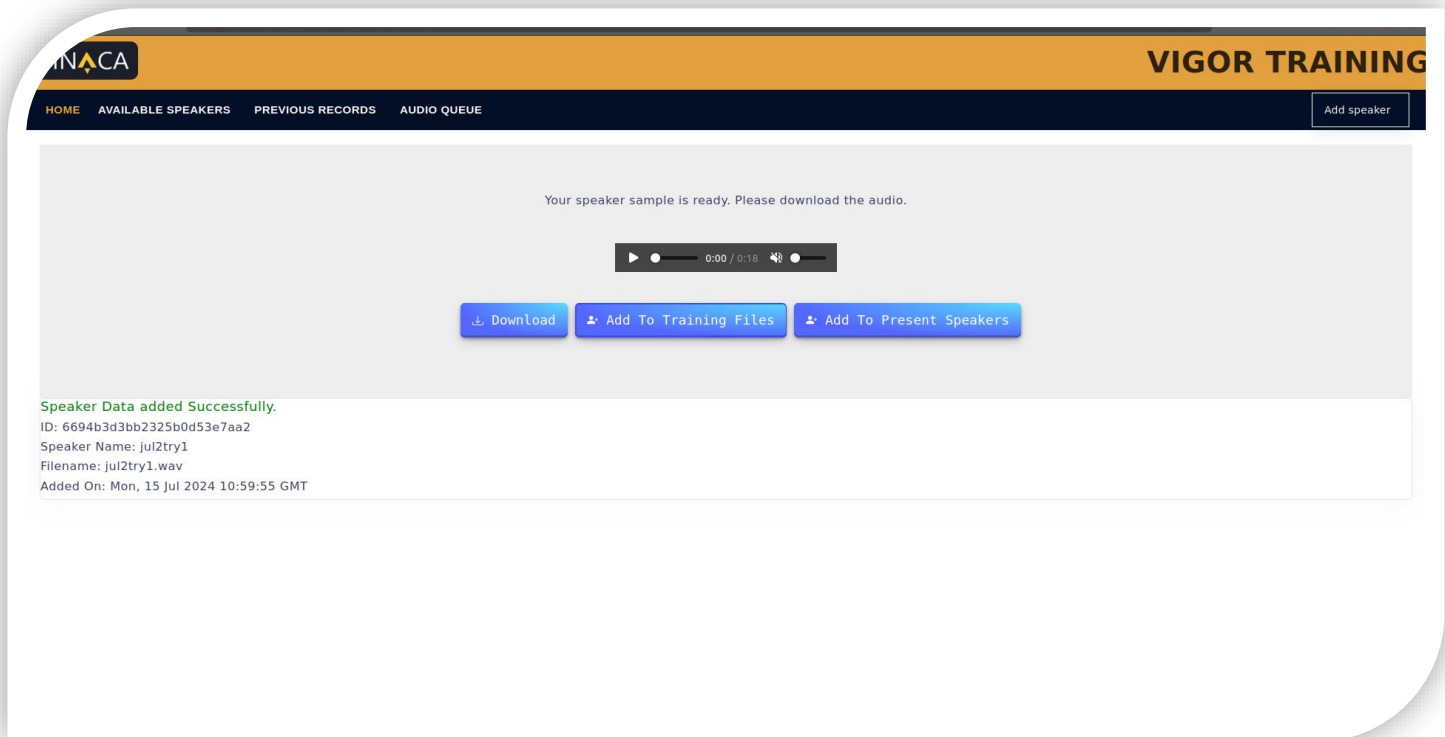 NACA
VIGOR TRAINING
HOME AVAILABLE SPEAKERS PREVIOUS RECORDS AUDIO QUEUE Add speaker
Your speaker sample is ready. Please download the audio.
0:00 / 0:18
Download Add To Training Files Add To Present Speakers
Speaker Data added Successfully.
ID: 6694b3d3bb2325b0d53e7aa2
Speaker Name: jul2try1
Filename: jul2try1.wav
Added On: Mon, 15 Jul 2024 10:59:55 GMT